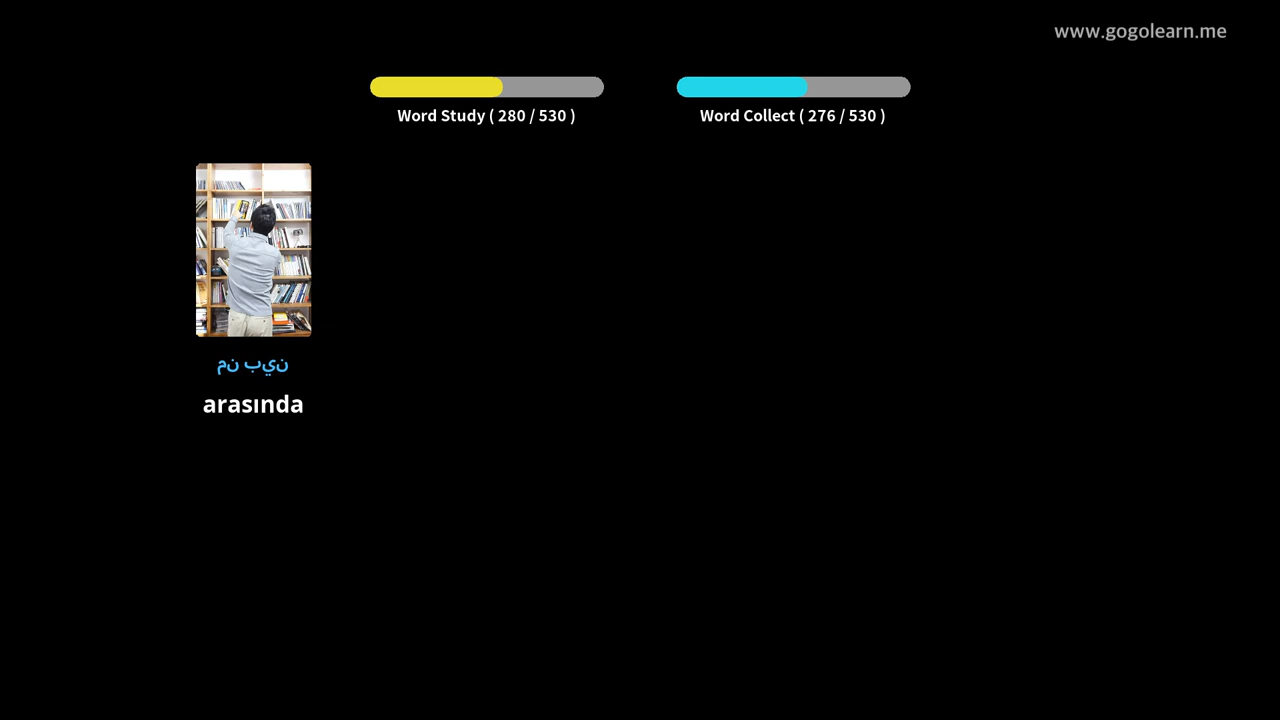 www.gogolearn.me
Word Study ( 280 / 530 )
Word Collect ( 276 / 530 )
من بين
arasında